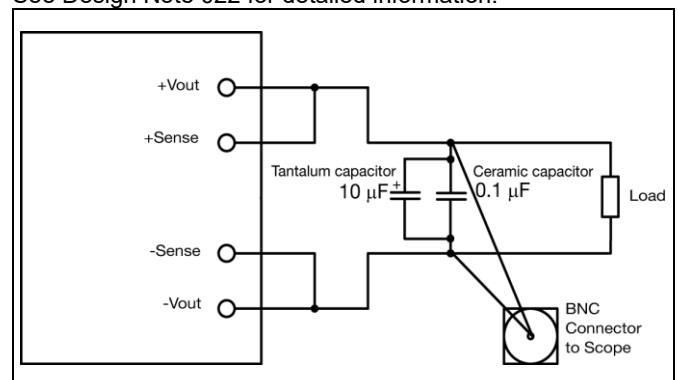 See Design Note 022 for detailed information.
+Vout
+Sense
Tantalum capacitor
10 µF
+
Ceramic capacitor
0.1 µF
Load
-Sense
-Vout
BNC
Connector
to Scope